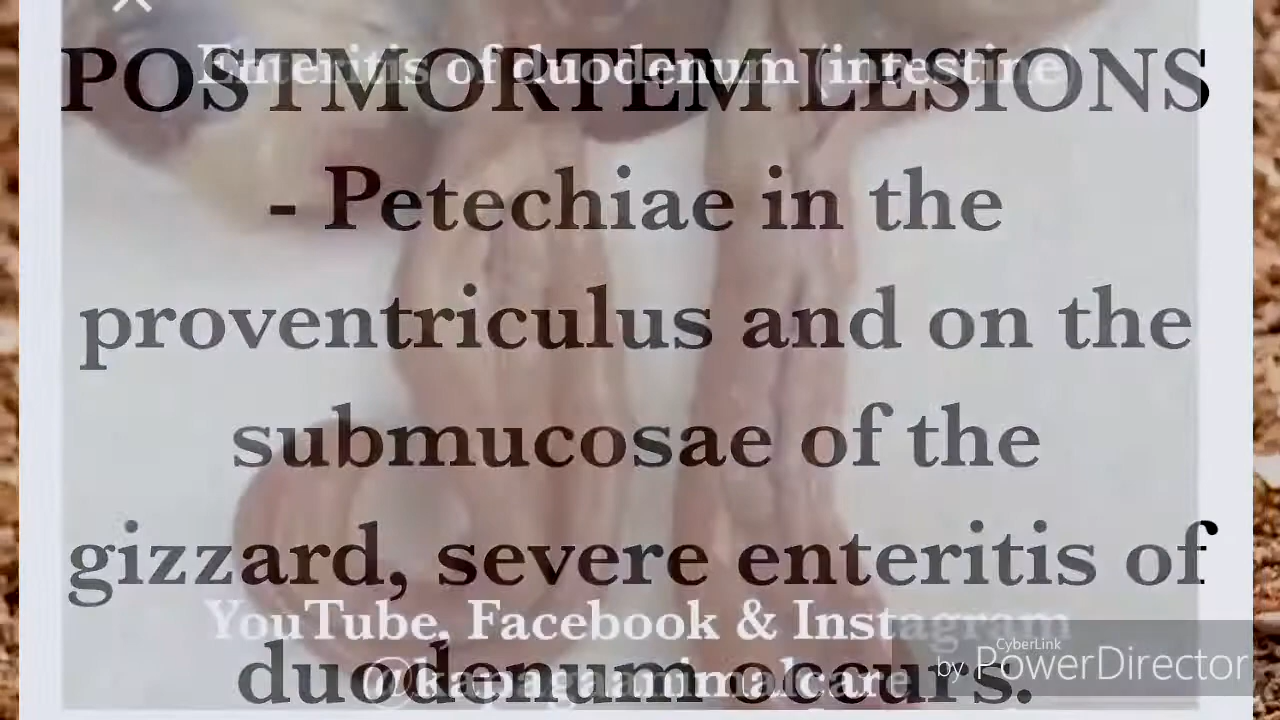 POSTMORTEM LESIONS
Enteritis of duodenum (intestine)
- Petechiae in the
proventriculus and on the
submucosae of the
gizzard, severe enteritis of
YouTube, Facebook & Instagram
duodenum occurs.
@kapagaanimalcare
CyberLink
by PowerDirector